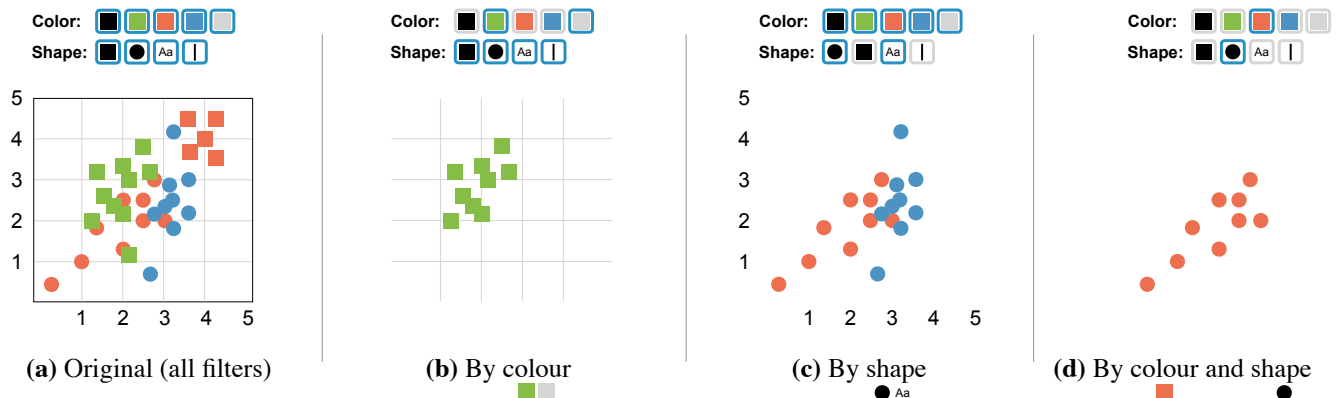 Color: Color: Color: Color:
Shape: Aa Shape: Aa Shape: Aa Shape: Aa
5 5
4 4
3 3
2 2
1 1
1 2 3 4 5 1 2 3 4 5
(a) Original (all filters) (b) By colour (c) By shape (d) By colour and shape
Aa